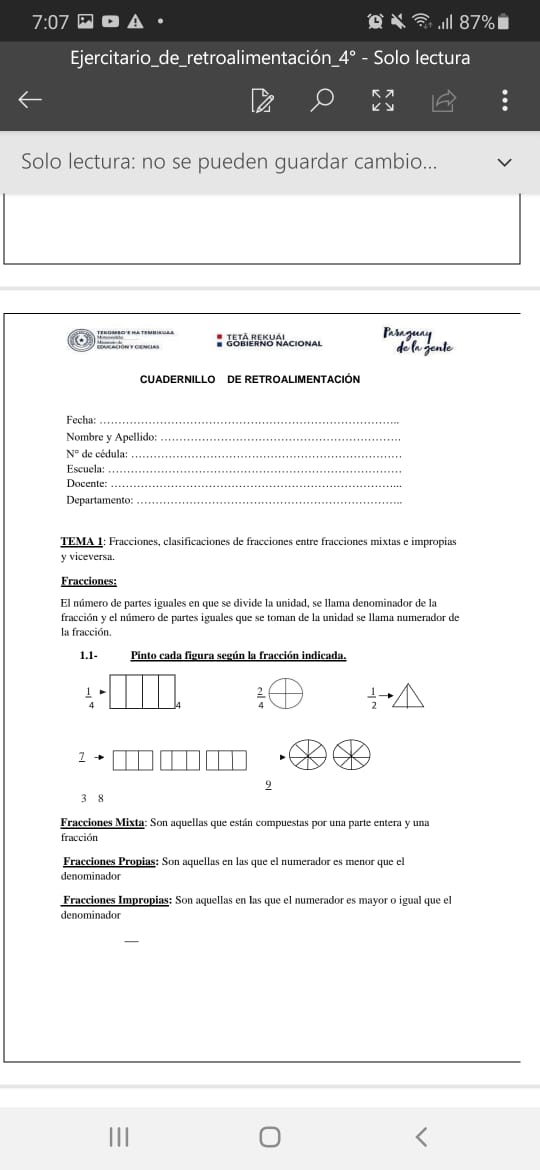 7:07
87%
Ejercitario_de_retroalimentación_4° - Solo lectura
Solo lectura: no se pueden guardar cambio...
TEKOMBO'E HA TEMBIKUAA
EDUCACIÓN Y CIENCIAS
TETÃ REKUÁI
GOBIERNO NACIONAL
Paraguay
de la gente
CUADERNILLO DE RETROALIMENTACIÓN
Fecha: ...
Nombre y Apellido: ...
N° de cédula: ...
Escuela: ...
Docente: ...
Departamento: ...
TEMA 1: Fracciones, clasificaciones de fracciones entre fracciones mixtas e impropias
y viceversa.
Fracciones:
El número de partes iguales en que se divide la unidad, se llama denominador de la
fracción y el número de partes iguales que se toman de la unidad se llama numerador de
la fracción.
1.1- Pinto cada figura según la fracción indicada.
1 2 1
4 4 4 2
7
9
3 8
Fracciones Mixta: Son aquellas que están compuestas por una parte entera y una
fracción
Fracciones Propias: Son aquellas en las que el numerador es menor que el
denominador
Fracciones Impropias: Son aquellas en las que el numerador es mayor o igual que el
denominador